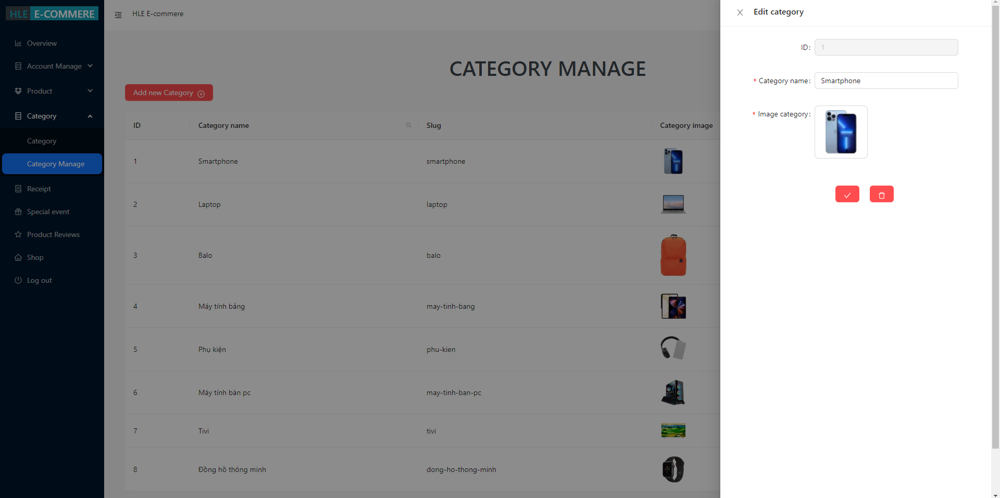 HLE E-COMMERE
Overview
Account Manage
Product
Category
Category
Category Manage
Receipt
Special event
Product Reviews
Shop
Log out
HLE E-commere
CATEGORY MANAGE
Add new Category
ID Category name Slug Category image
1 Smartphone smartphone
2 Laptop laptop
3 Balo balo
4 Máy tính bảng may-tinh-bang
5 Phụ kiện phu-kien
6 Máy tính bàn pc may-tinh-ban-pc
7 Tivi tivi
8 Đồng hồ thông minh dong-ho-thong-minh
Edit category
ID: 1
* Category name: Smartphone
* Image category: